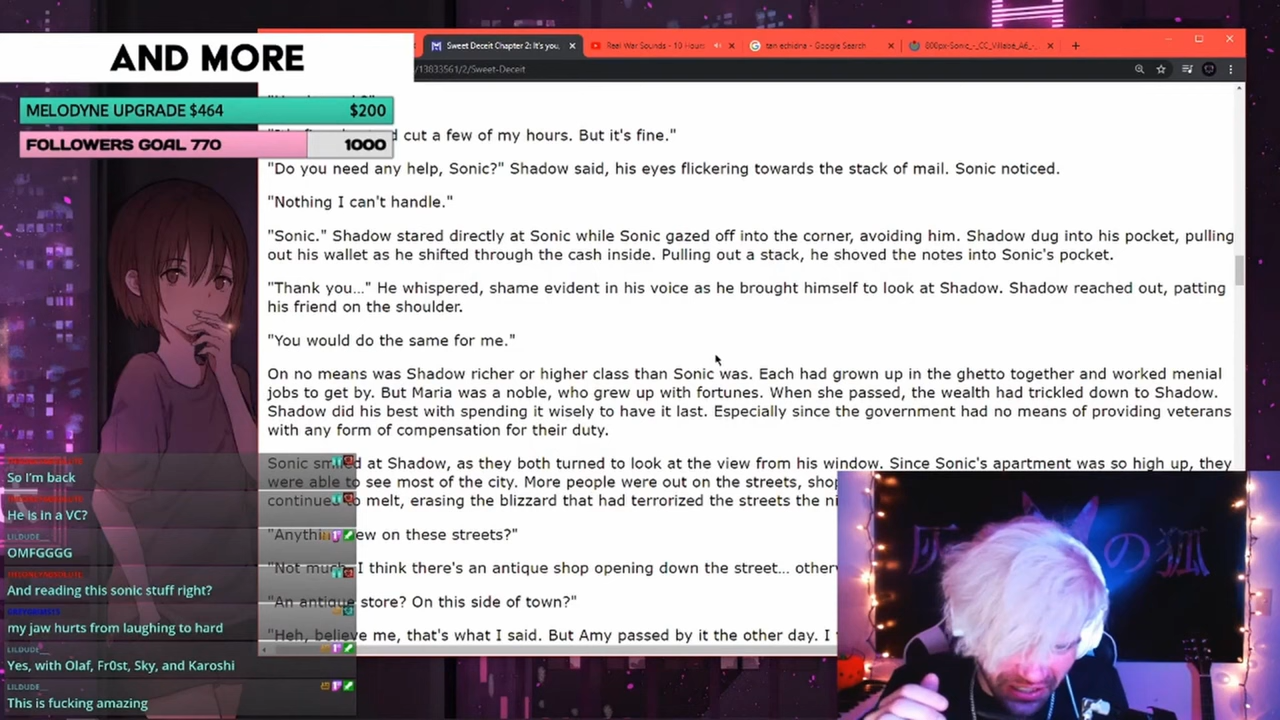 AND MORE
MELODYNE UPGRADE $464 $200
FOLLOWERS GOAL 770 1000
Sweet Deceit Chapter 2: It's you,
Real War Sounds - 10 Hours
tan echidna - Google Search
800px-Sonic_-_CC_Villaba_A6_-
13833561/2/Sweet-Deceit
cut a few of my hours. But it's fine."
"Do you need any help, Sonic?" Shadow said, his eyes flickering towards the stack of mail. Sonic noticed.
"Nothing I can't handle."
"Sonic." Shadow stared directly at Sonic while Sonic gazed off into the corner, avoiding him. Shadow dug into his pocket, pulling
out his wallet as he shifted through the cash inside. Pulling out a stack, he shoved the notes into Sonic's pocket.
"Thank you..." He whispered, shame evident in his voice as he brought himself to look at Shadow. Shadow reached out, patting
his friend on the shoulder.
"You would do the same for me."
On no means was Shadow richer or higher class than Sonic was. Each had grown up in the ghetto together and worked menial
jobs to get by. But Maria was a noble, who grew up with fortunes. When she passed, the wealth had trickled down to Shadow.
Shadow did his best with spending it wisely to have it last. Especially since the government had no means of providing veterans
with any form of compensation for their duty.
Sonic smiled at Shadow, as they both turned to look at the view from his window. Since Sonic's apartment was so high up, they
were able to see most of the city. More people were out on the streets, shop
continued to melt, erasing the blizzard that had terrorized the streets the ni
"Anything new on these streets?"
"Not much, I think there's an antique shop opening down the street... other
"An antique store? On this side of town?"
"Heh, believe me, that's what I said. But Amy passed by it the other day. I
So I'm back
He is in a VC?
LILDUDE__
OMFGGGG
And reading this sonic stuff right?
my jaw hurts from laughing to hard
LILDUDE__
Yes, with Olaf, Fr0st, Sky, and Karoshi
LILDUDE__
This is fucking amazing
灰 の 狐